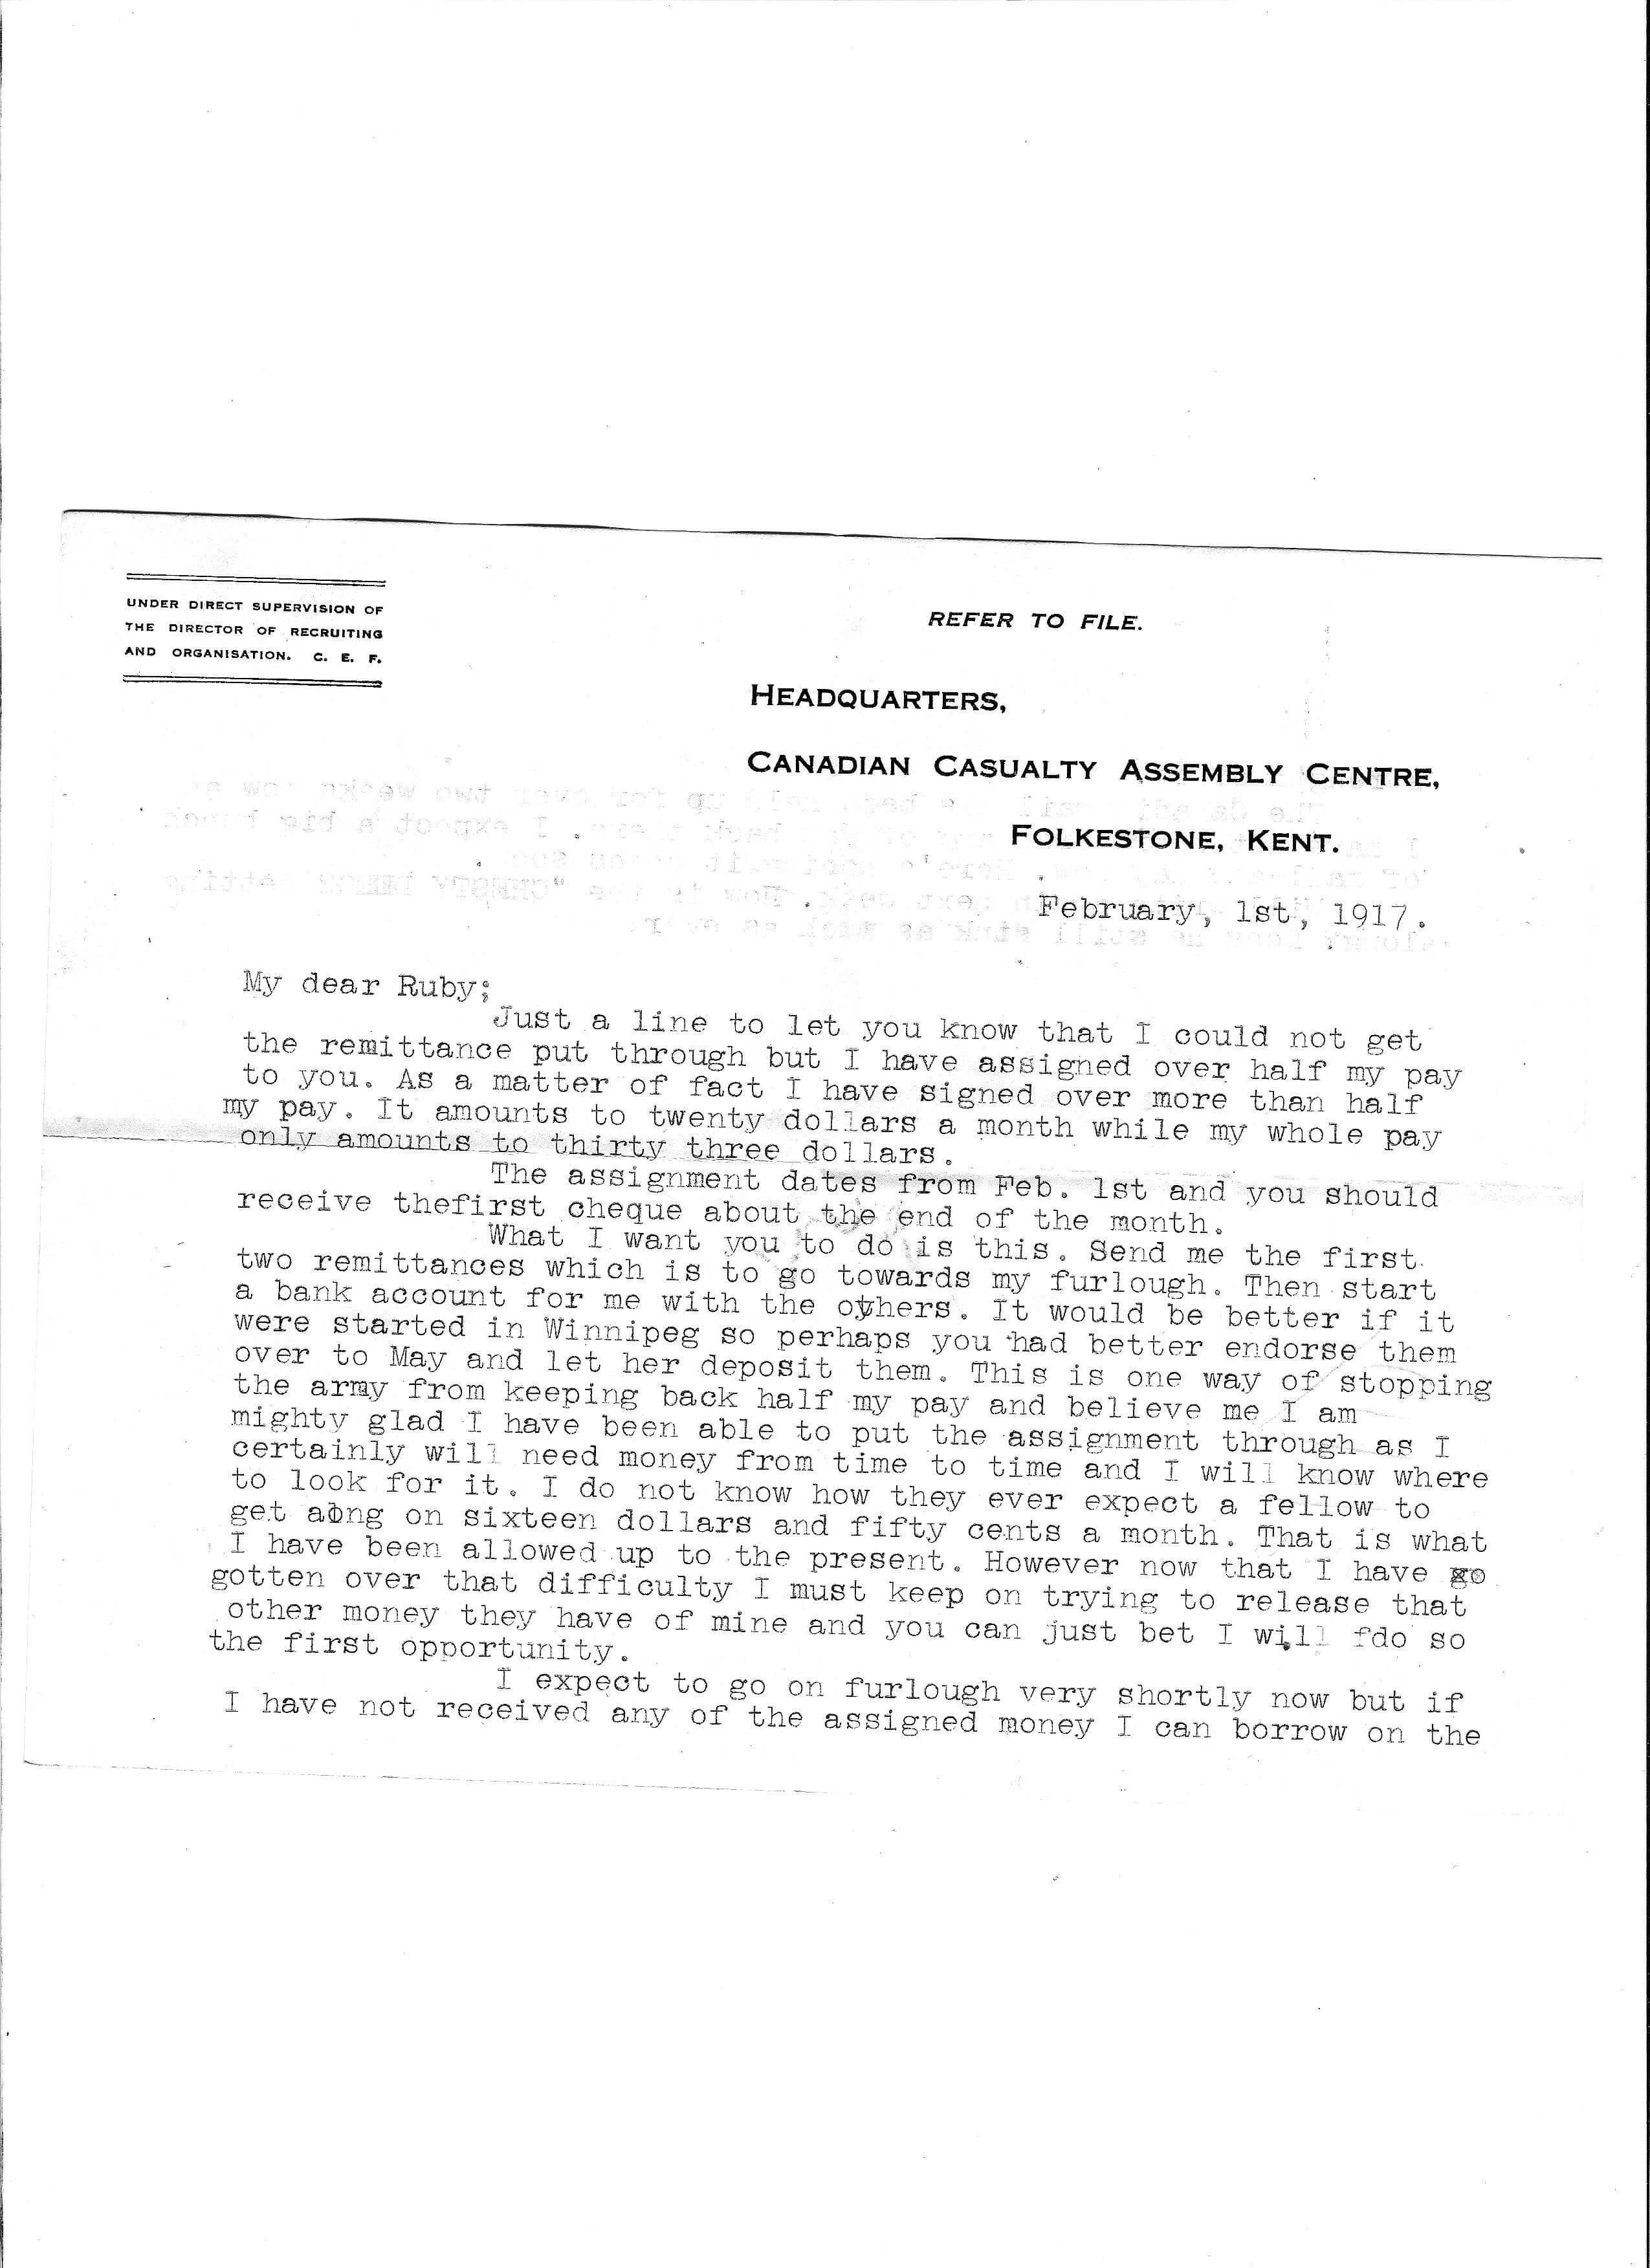 UNDER DIRECT SUPERVISION OF
THE DIRECTOR OF RECRUITING
AND ORGANISATION. C. E. F.
REFER TO FILE.
HEADQUARTERS,
CANADIAN CASUALTY ASSEMBLY CENTRE,
FOLKESTONE, KENT.
February, 1st, 1917.
My dear Ruby;
Just a line to let you know that I could not get
the remittance put through but I have assigned over half my pay
to you. As a matter of fact I have signed over more than half
my pay. It amounts to twenty dollars a month while my whole pay
only amounts to thirty three dollars.
The assignment dates from Feb. 1st and you should
receive thefirst cheque about the end of the month.
What I want you to do is this. Send me the first
two remittances which is to go towards my furlough. Then start
a bank account for me with the others. It would be better if it
were started in Winnipeg so perhaps you had better endorse them
over to May and let her deposit them. This is one way of stopping
the army from keeping back half my pay and believe me I am
mighty glad I have been able to put the assignment through as I
certainly will need money from time to time and I will know where
to look for it. I do not know how they ever expect a fellow to
get on sixteen dollars and fifty cents a month. That is what
I have been allowed up to the present. However now that I have go
gotten over that difficulty I must keep on trying to release that
other money they have of mine and you can just bet I will fdo so
the first opportunity.
I expect to go on furlough very shortly now but if
I have not received any of the assigned money I can borrow on the